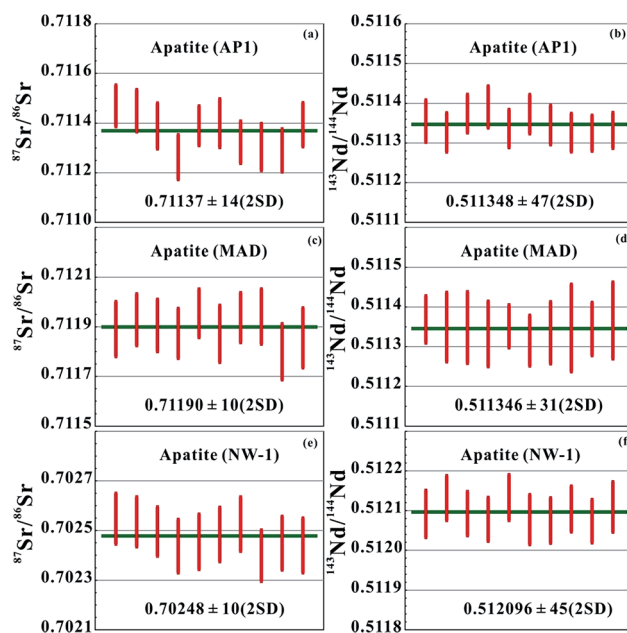 (a)
Apatite (AP1)
0.7118
0.7116
0.7114
0.7112
0.7110
⁸⁷Sr/⁸⁶Sr
0.71137 ± 14(2SD)
(b)
Apatite (AP1)
0.5116
0.5115
0.5114
0.5113
0.5112
0.5111
¹⁴³Nd/¹⁴⁴Nd
0.511348 ± 47(2SD)
(c)
Apatite (MAD)
0.7121
0.7119
0.7117
0.7115
⁸⁷Sr/⁸⁶Sr
0.71190 ± 10(2SD)
(d)
Apatite (MAD)
0.5115
0.5114
0.5113
0.5112
0.5111
¹⁴³Nd/¹⁴⁴Nd
0.511346 ± 31(2SD)
(e)
Apatite (NW-1)
0.7027
0.7025
0.7023
0.7021
⁸⁷Sr/⁸⁶Sr
0.70248 ± 10(2SD)
(f)
Apatite (NW-1)
0.5122
0.5121
0.5120
0.5119
0.5118
¹⁴³Nd/¹⁴⁴Nd
0.512096 ± 45(2SD)